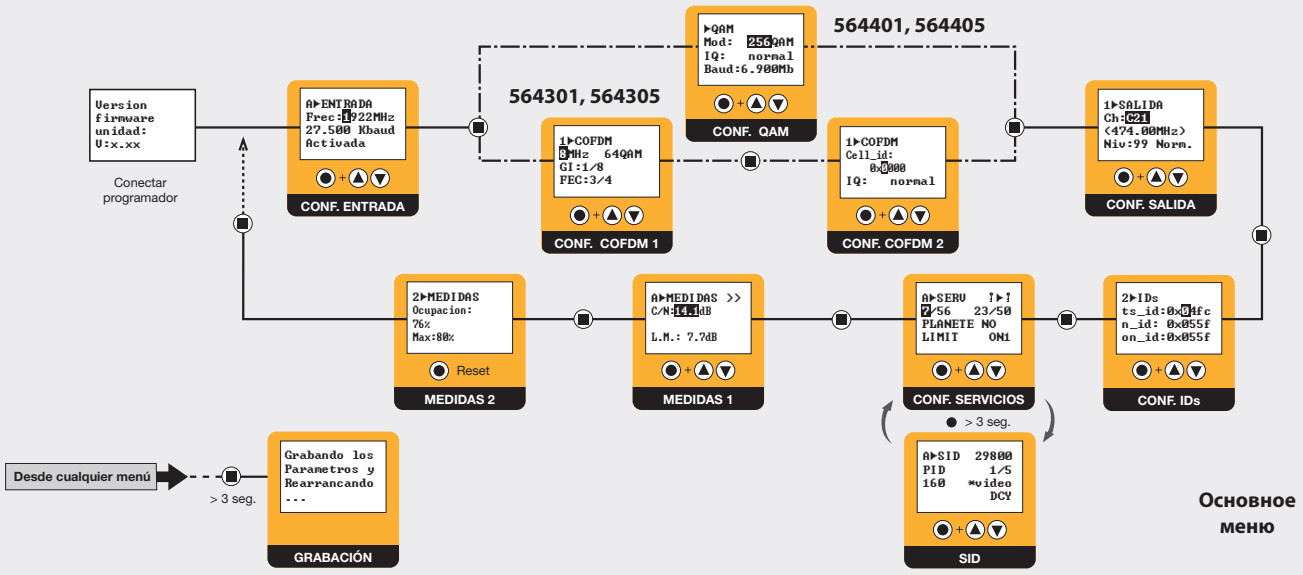 Version
firmware
unidad:
V:x.xx
Conectar
programador
A▶ENTRADA
Frec:1922MHz
27.500 Kbaud
Activada
+
CONF. ENTRADA
564301, 564305
1▶COFDM
8MHz 64QAM
GI:1/8
FEC:3/4
+
CONF. COFDM 1
▶QAM
Mod: 256QAM
IQ: normal
Baud:6.900Mb
+
CONF. QAM
564401, 564405
1▶COFDM
Cell_id:
0x0000
IQ: normal
+
CONF. COFDM 2
1▶SALIDA
Ch:C21
(474.00MHz)
Niv:99 Norm.
+
CONF. SALIDA
2▶MEDIDAS
Ocupacion:
76%
Max:80%
Reset
MEDIDAS 2
A▶MEDIDAS >>
C/N:14.1dB
L.M.: 7.7dB
+
MEDIDAS 1
A▶SERV
7/56 23/50
PLANETE NO
LIMIT ON1
+
CONF. SERVICIOS
> 3 seg.
2▶IDs
ts_id:0x04fc
n_id: 0x055f
on_id:0x055f
+
CONF. IDs
Desde cualquier menú
> 3 seg.
Grabando los
Parametros y
Rearrancando
...
GRABACIÓN
A▶SID 29800
PID 1/5
160 *video
DCY
+
SID
Основное
меню